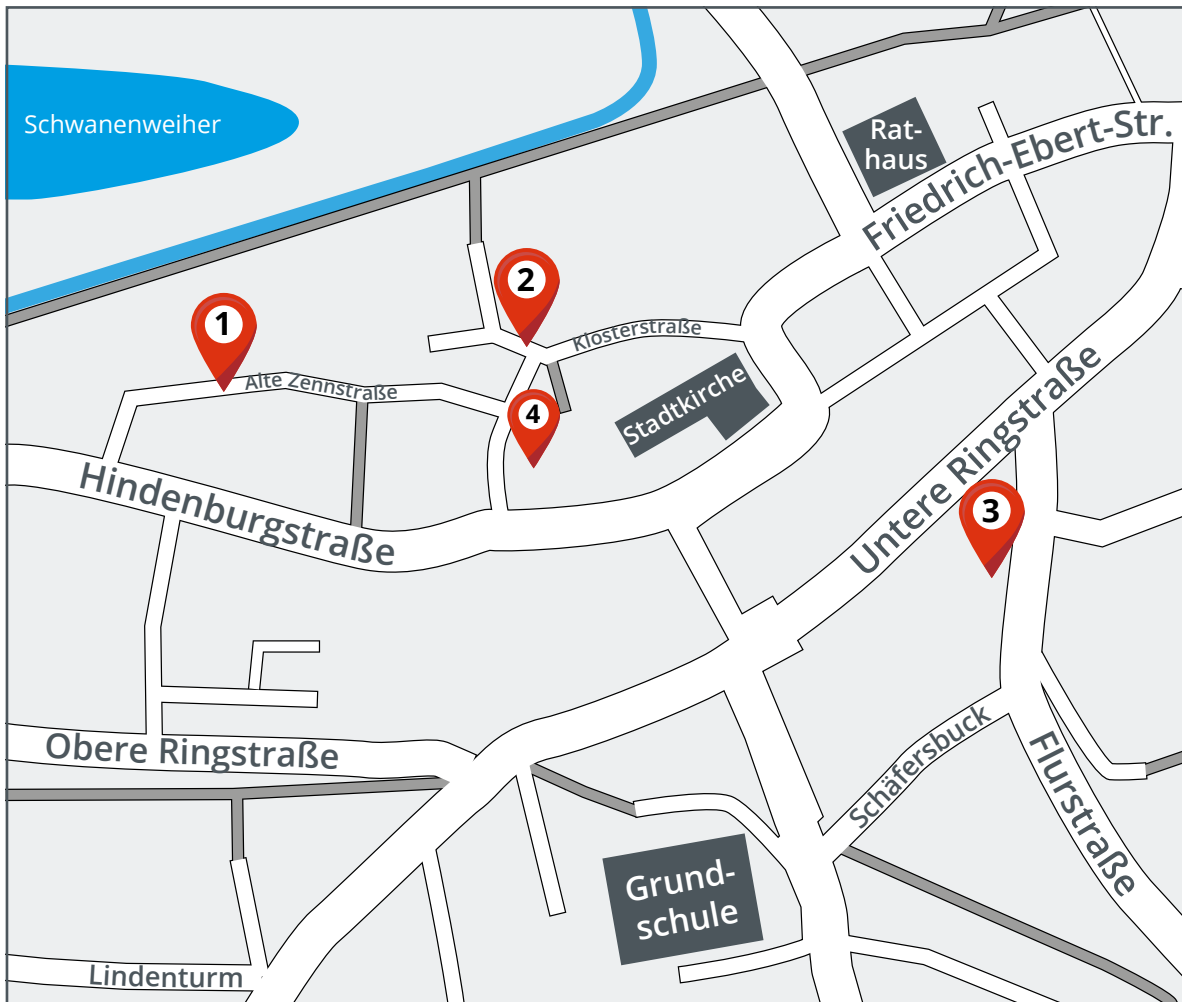 Schwanenweiher
Rat-
haus
Friedrich-Ebert-Str.
2
1
Klosterstraße
Alte Zennstraße
4
Stadtkirche
Untere Ringstraße
Hindenburgstraße
3
Obere Ringstraße
Schäfersbuck
Flurstraße
Grund-
schule
Lindenturm